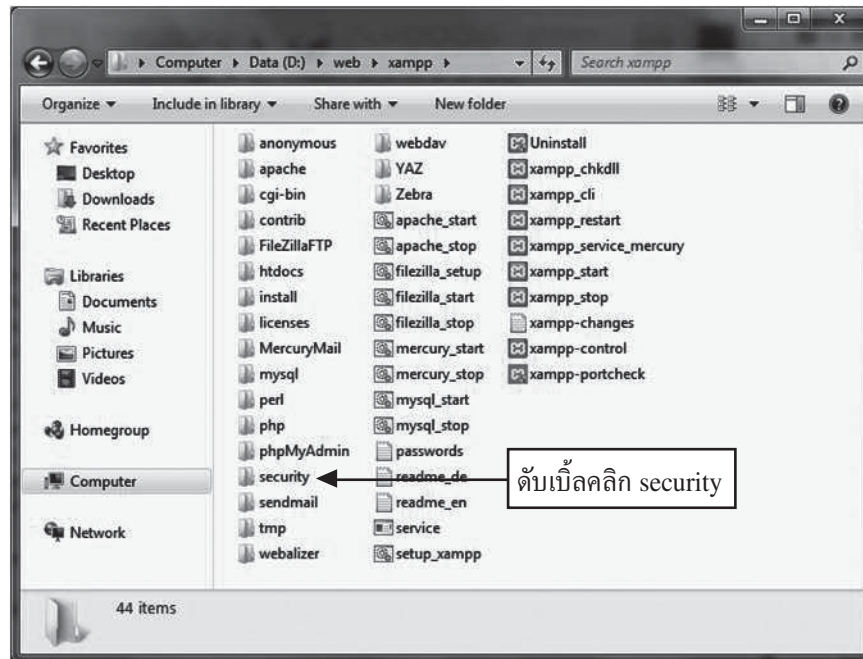 Computer ▸ Data (D:) ▸ web ▸ xampp ▸
Search xampp
Organize
Include in library
Share with
New folder
Favorites
Desktop
Downloads
Recent Places
Libraries
Documents
Music
Pictures
Videos
Homegroup
Computer
Network
anonymous
apache
cgi-bin
contrib
FileZillaFTP
htdocs
install
licenses
MercuryMail
mysql
perl
php
phpMyAdmin
security
sendmail
tmp
webalizer
webdav
YAZ
Zebra
apache_start
apache_stop
filezilla_setup
filezilla_start
filezilla_stop
mercury_start
mercury_stop
mysql_start
mysql_stop
passwords
readme_de
readme_en
service
setup_xampp
Uninstall
xampp_chkdll
xampp_cli
xampp_restart
xampp_service_mercury
xampp_start
xampp_stop
xampp-changes
xampp-control
xampp-portcheck
ดับเบิ้ลคลิก security
44 items